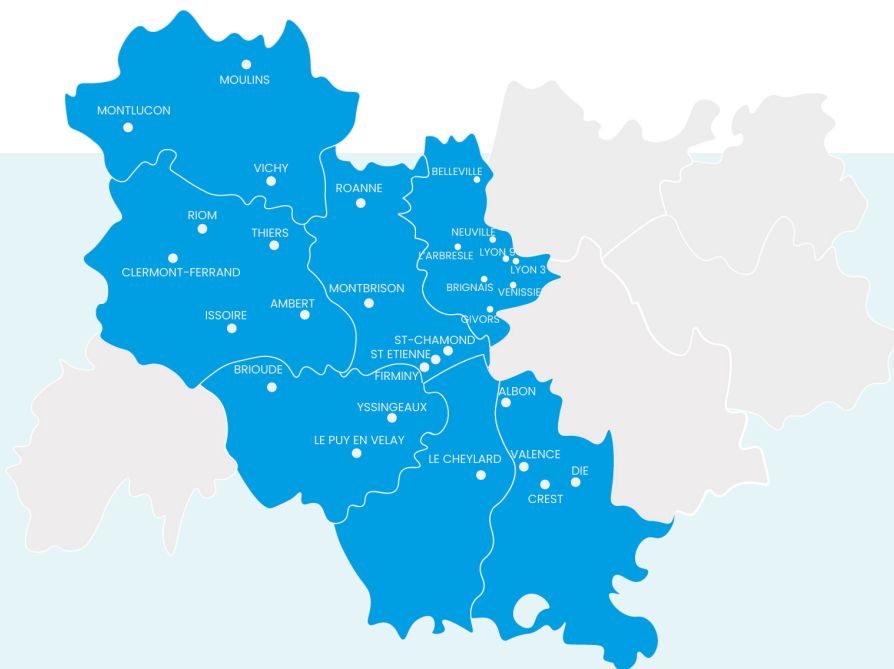 MOULINS
MONTLUCON
VICHY
BELLEVILLE
ROANNE
RIOM
THIERS
NEUVILLE
L'ARBRESLE
LYON 9
LYON 3
CLERMONT-FERRAND
MONTBRISON
BRIGNAIS
VENISSIE
AMBERT
ISSOIRE
GIVORS
ST-CHAMOND
ST ETIENNE
BRIOUDE
FIRMINY
ALBON
YSSINGEAUX
LE PUY EN VELAY
LE CHEYLARD
VALENCE
DIE
CREST